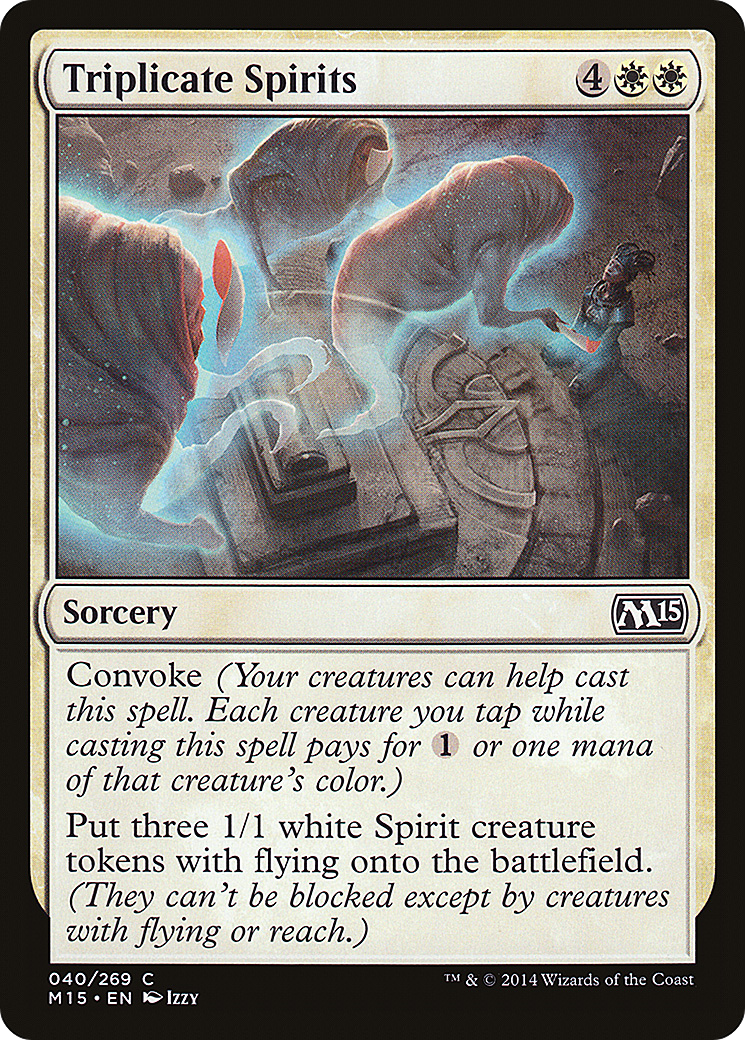 Triplicate Spirits 4
Sorcery M15
Convoke (Your creatures can help cast
this spell. Each creature you tap while
casting this spell pays for 1 or one mana
of that creature's color.)
Put three 1/1 white Spirit creature
tokens with flying onto the battlefield.
(They can't be blocked except by creatures
with flying or reach.)
040/269 C ™ & © 2014 Wizards of the Coast
M15 • EN Izzy